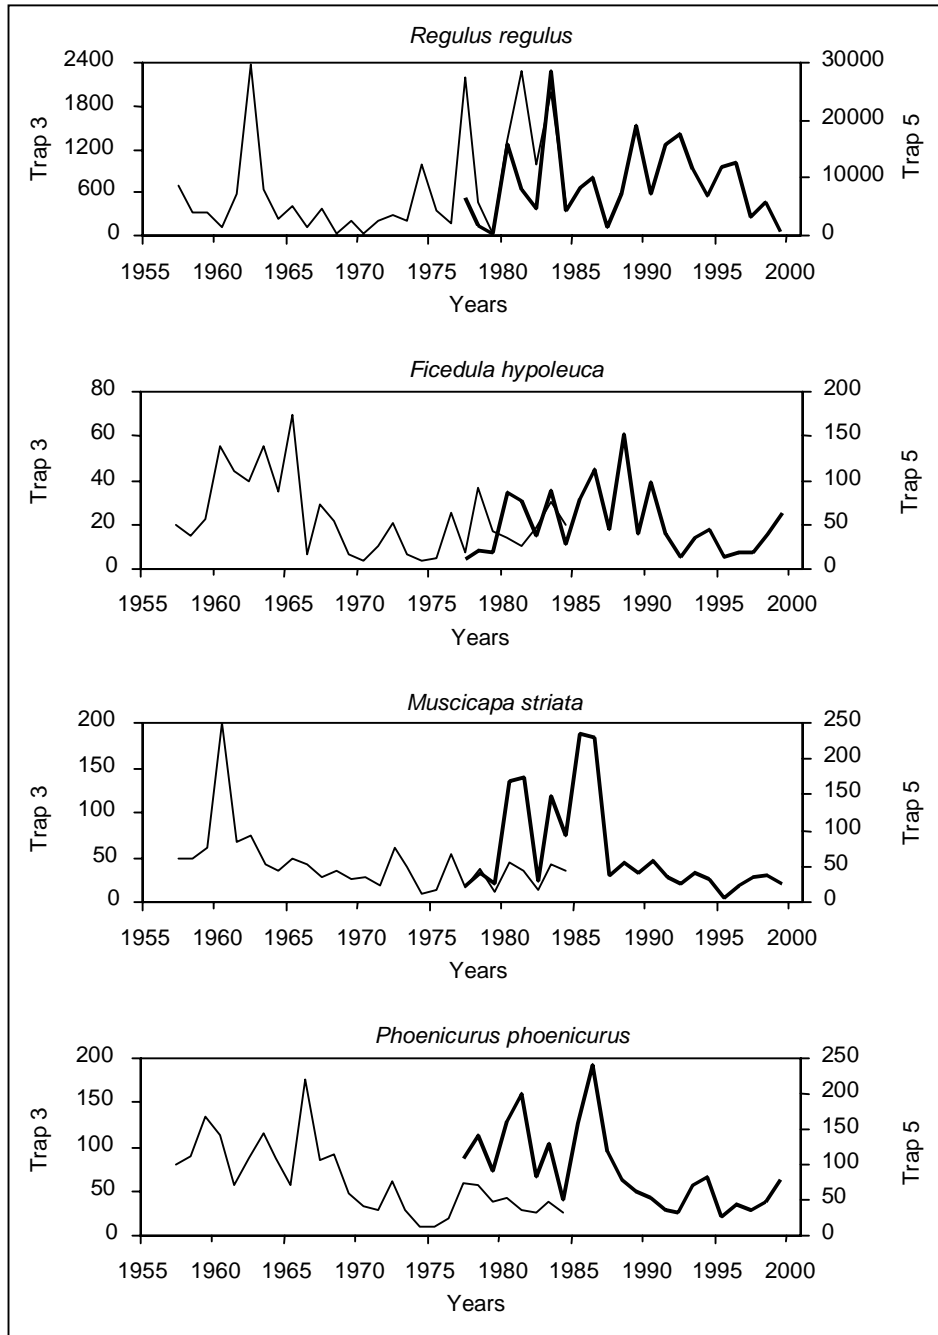 Regulus regulus
2400 30000
1800 20000
1200
600 10000
0 0
Trap 3
Trap 5
1955 1960 1965 1970 1975 1980 1985 1990 1995 2000
Years
Ficedula hypoleuca
80 200
60 150
40 100
20 50
0 0
Trap 3
Trap 5
1955 1960 1965 1970 1975 1980 1985 1990 1995 2000
Years
Muscicapa striata
200 250
150 200
100 150
50 100
0 50
0
Trap 3
Trap 5
1955 1960 1965 1970 1975 1980 1985 1990 1995 2000
Years
Phoenicurus phoenicurus
200 250
150 200
100 150
50 100
0 50
0
Trap 3
Trap 5
1955 1960 1965 1970 1975 1980 1985 1990 1995 2000
Years